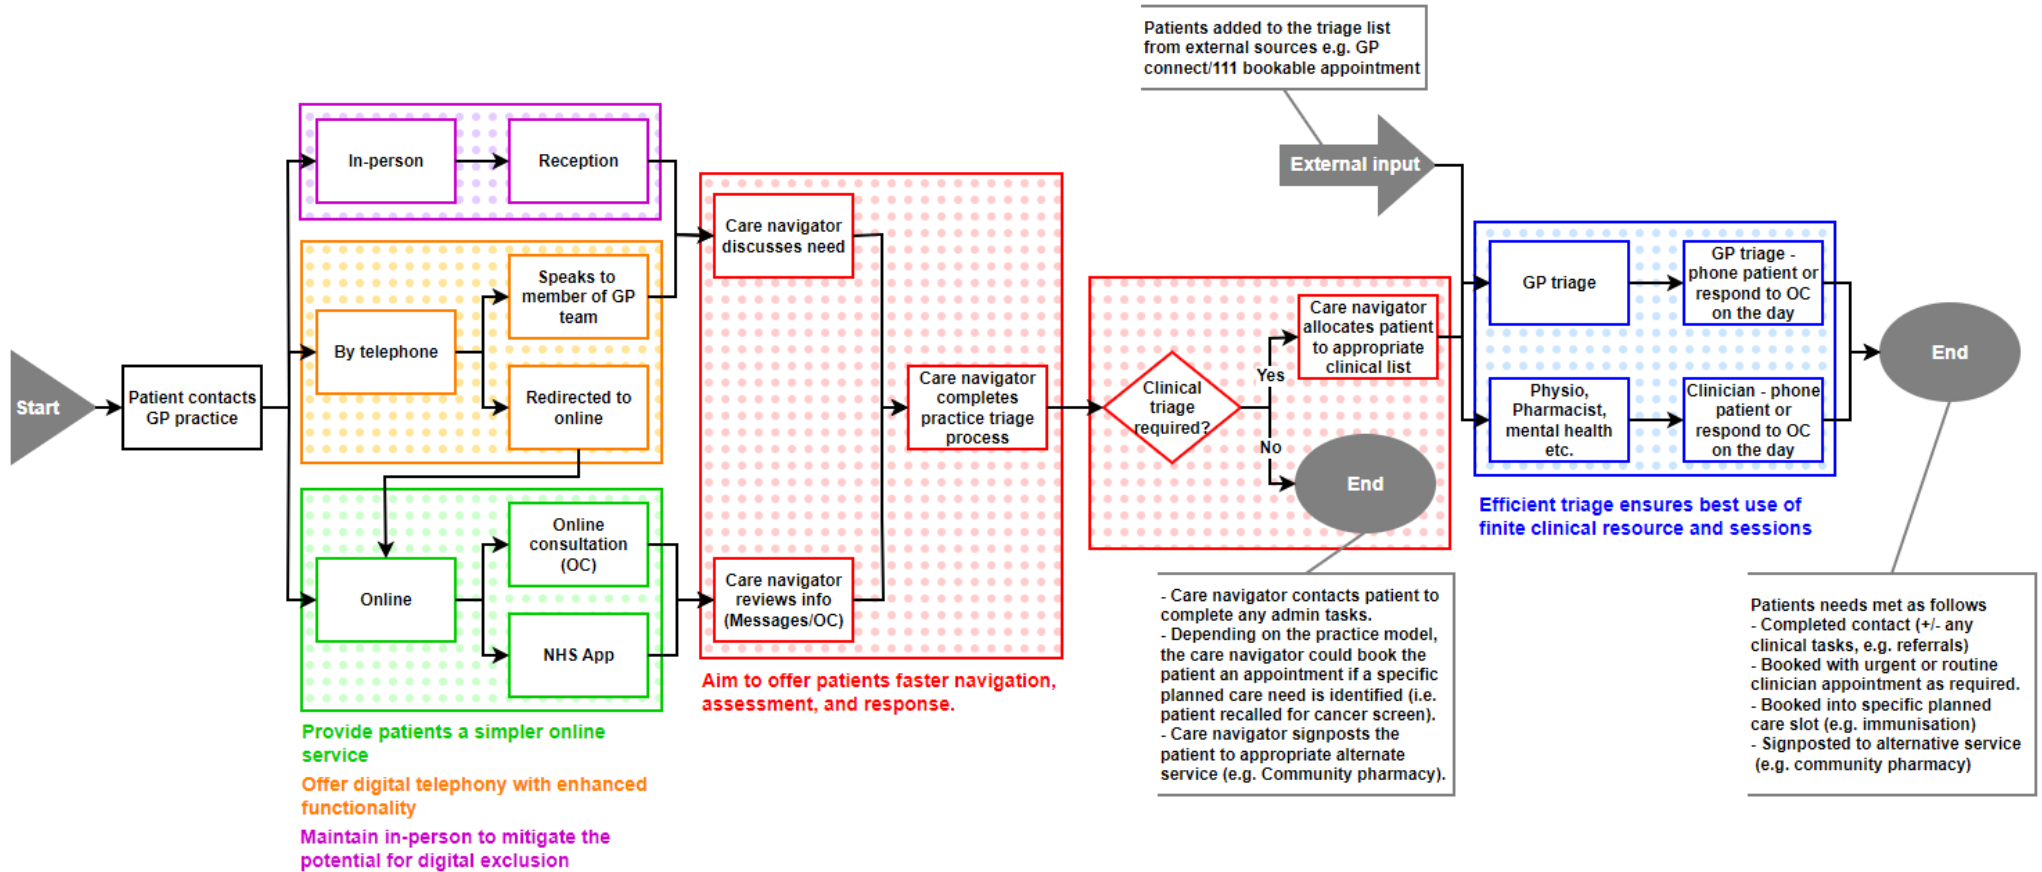 Patients added to the triage list
from external sources e.g. GP
connect/111 bookable appointment
External input
Start
Patient contacts
GP practice
In-person
Reception
By telephone
Speaks to
member of GP
team
Redirected to
online
Online
Online
consultation
(OC)
NHS App
Provide patients a simpler online
service
Offer digital telephony with enhanced
functionality
Maintain in-person to mitigate the
potential for digital exclusion
Care navigator
discusses need
Care navigator
reviews info
(Messages/OC)
Care navigator
completes
practice triage
process
Aim to offer patients faster navigation,
assessment, and response.
Clinical
triage
required?
Yes
No
Care navigator
allocates patient
to appropriate
clinical list
End
- Care navigator contacts patient to
complete any admin tasks.
- Depending on the practice model,
the care navigator could book the
patient an appointment if a specific
planned care need is identified (i.e.
patient recalled for cancer screen).
- Care navigator signposts the
patient to appropriate alternate
service (e.g. Community pharmacy).
GP triage
GP triage -
phone patient or
respond to OC
on the day
Physio,
Pharmacist,
mental health
etc.
Clinician - phone
patient or
respond to OC
on the day
Efficient triage ensures best use of
finite clinical resource and sessions
End
Patients needs met as follows
- Completed contact (+/- any
clinical tasks, e.g. referrals)
- Booked with urgent or routine
clinician appointment as required.
- Booked into specific planned
care slot (e.g. immunisation)
- Signposted to alternative service
(e.g. community pharmacy)